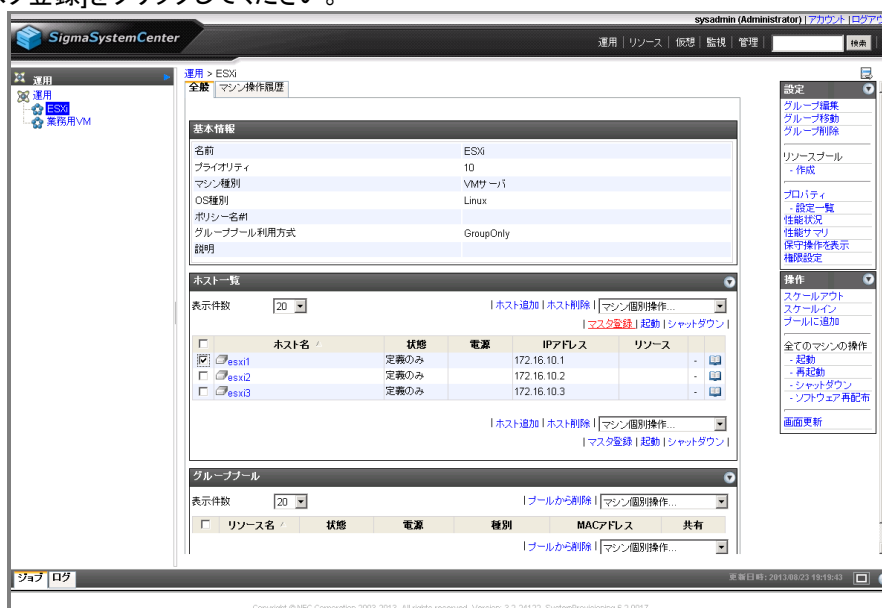 登録]をクリックしてください。
sysadmin (Administrator) | アカウント | ログアウ
SigmaSystemCenter
運用 | リソース | 仮想 | 監視 | 管理 | 検索
運用
運用
ESXi
業務用VM
運用 > ESXi
全般 マシン操作履歴
基本情報
名前 ESXi
プライオリティ 10
マシン種別 VMサーバ
OS種別 Linux
ポリシー名#1
グループプール利用方式 GroupOnly
説明
ホスト一覧
表示件数 20 | ホスト追加 | ホスト削除 | マシン個別操作...
| マスタ登録 | 起動 | シャットダウン |
ホスト名 状態 電源 IPアドレス リソース
esxi1 定義のみ 172.16.10.1 -
esxi2 定義のみ 172.16.10.2 -
esxi3 定義のみ 172.16.10.3 -
| ホスト追加 | ホスト削除 | マシン個別操作...
| マスタ登録 | 起動 | シャットダウン |
グループプール
表示件数 20 | プールから削除 | マシン個別操作...
リソース名 状態 電源 種別 MACアドレス 共有
| プールから削除 | マシン個別操作...
設定
グループ編集
グループ移動
グループ削除
リソースプール
- 作成
プロパティ
- 設定一覧
性能状況
性能サマリ
保守操作を表示
権限設定
操作
スケールアウト
スケールイン
プールに追加
全てのマシンの操作
- 起動
- 再起動
- シャットダウン
- ソフトウェア再配布
画面更新
ジョブ ログ
更新日時 : 2013/08/23 19:19:43